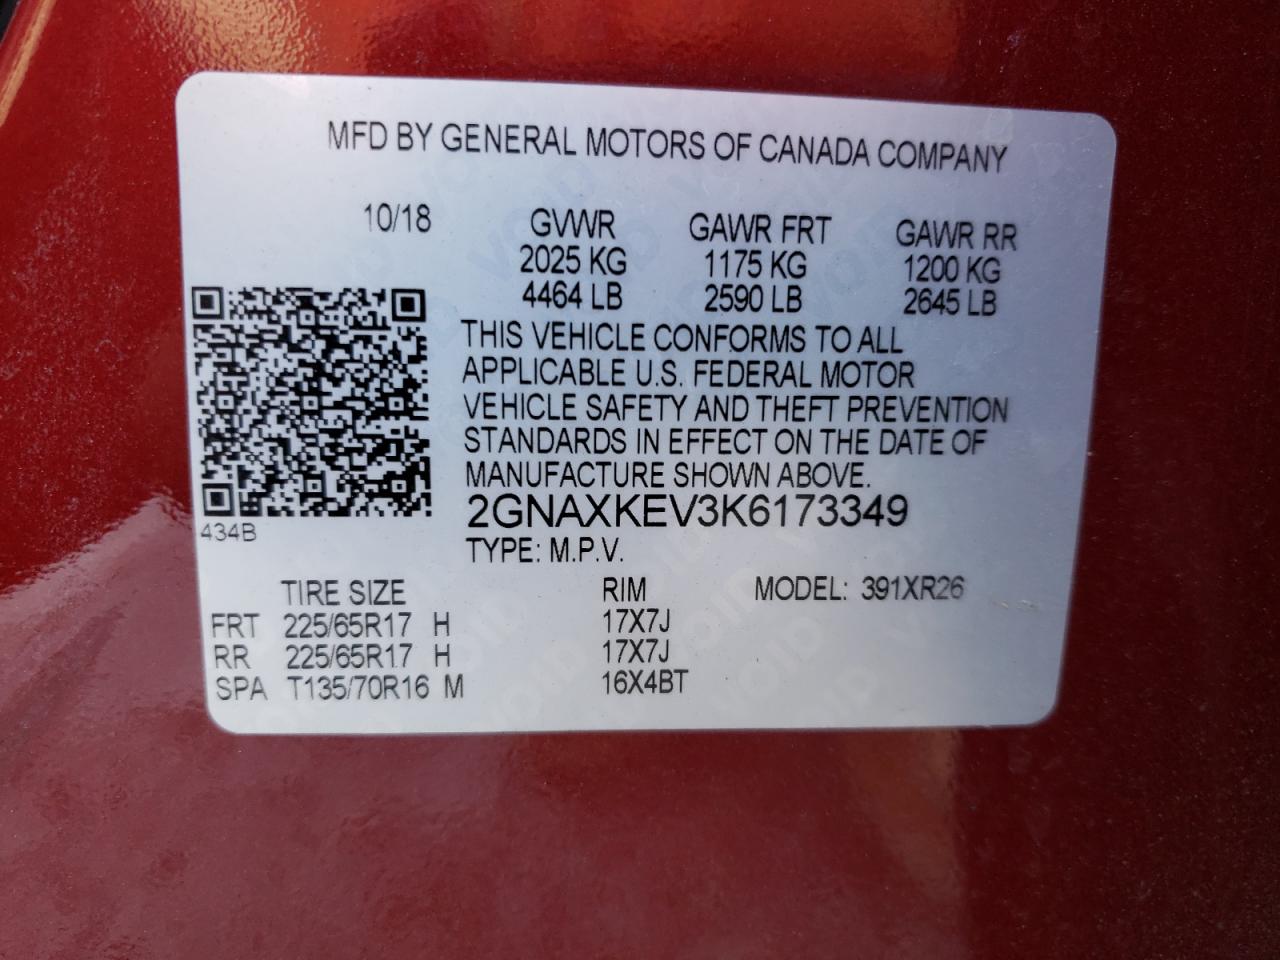 MFD BY GENERAL MOTORS OF CANADA COMPANY
10/18 GVWR GAWR FRT GAWR RR
2025 KG 1175 KG 1200 KG
4464 LB 2590 LB 2645 LB
THIS VEHICLE CONFORMS TO ALL
APPLICABLE U.S. FEDERAL MOTOR
VEHICLE SAFETY AND THEFT PREVENTION
STANDARDS IN EFFECT ON THE DATE OF
MANUFACTURE SHOWN ABOVE.
2GNAXKEV3K6173349
434B
TYPE: M.P.V.
TIRE SIZE RIM MODEL: 391XR26
FRT 225/65R17 H 17X7J
RR 225/65R17 H 17X7J
SPA T135/70R16 M 16X4BT